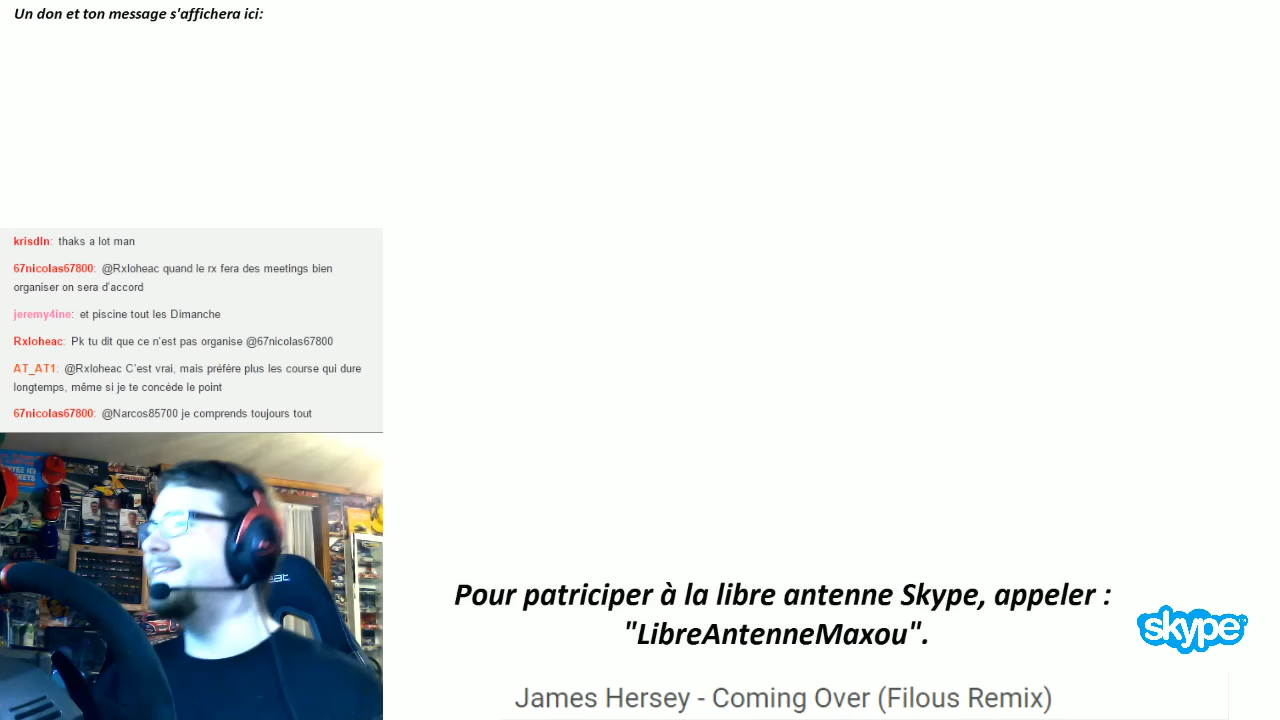 Un don et ton message s'affichera ici:
krisdln: thaks a lot man
67nicolas67800: @Rxloheac quand le rx fera des meetings bien
organiser on sera d'accord
jeremy4ine: et piscine tout les Dimanche
Rxloheac: Pk tu dit que ce n'est pas organise @67nicolas67800
AT_AT1: @Rxloheac C'est vrai, mais préfère plus les course qui dure
longtemps, même si je te concède le point
67nicolas67800: @Narcos85700 je comprends toujours tout
Pour patriciper à la libre antenne Skype, appeler :
"LibreAntenneMaxou".
skype
James Hersey - Coming Over (Filous Remix)